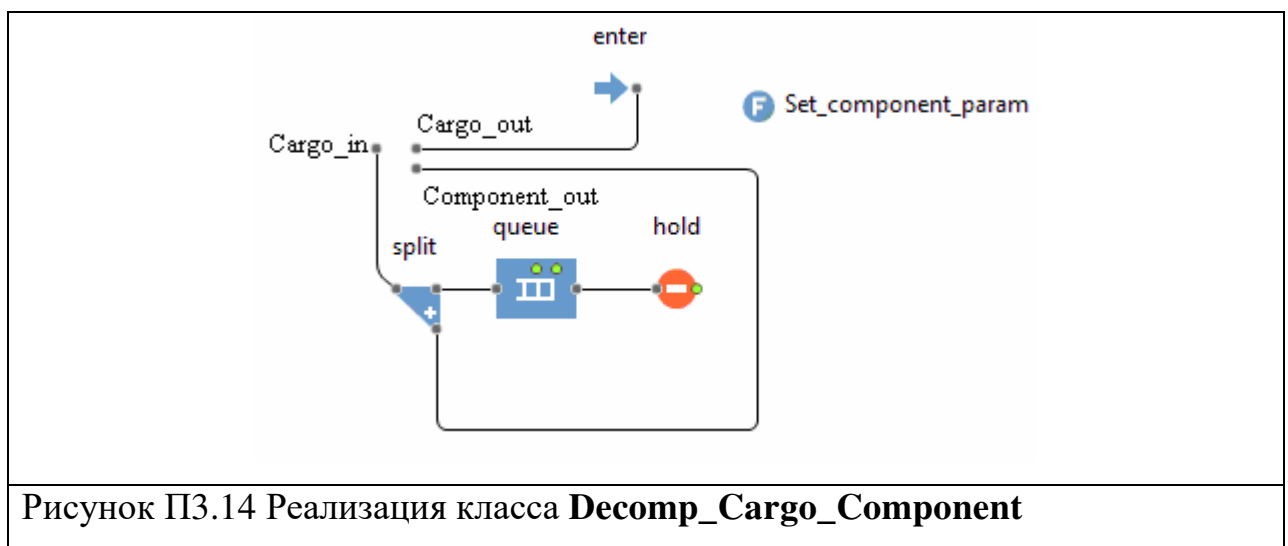 enter
F Set_component_param
Cargo_out
Cargo_in
Component_out
queue
hold
split
Рисунок П3.14 Реализация класса Decomp_Cargo_Component